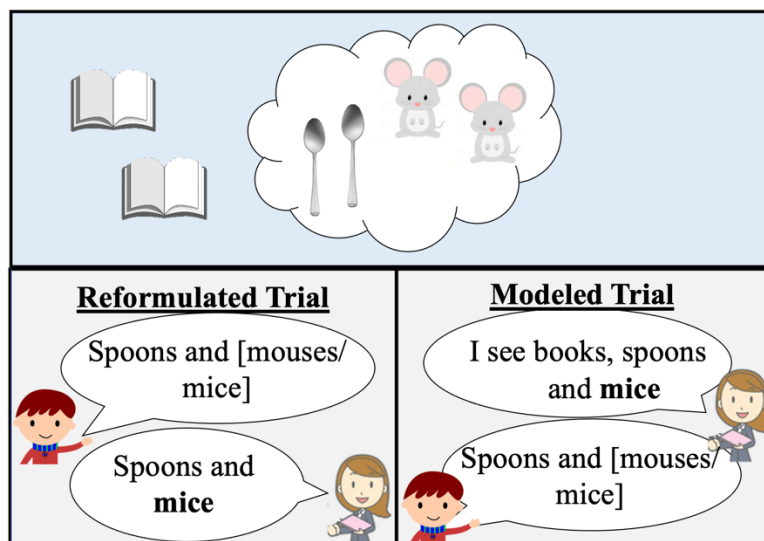 Reformulated Trial
Spoons and [mouses/
mice]
Spoons and
mice
Modeled Trial
I see books, spoons
and mice
Spoons and [mouses/
mice]